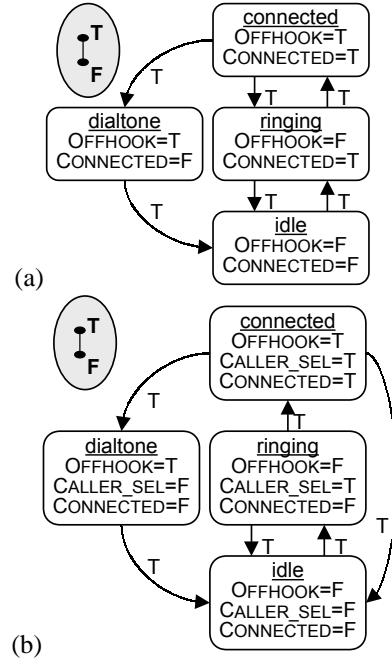 connected
OFFHOOK=T
CONNECTED=T
T
F
T
T
T
dialtone
OFFHOOK=T
CONNECTED=F
ringing
OFFHOOK=F
CONNECTED=T
T
T
T
idle
OFFHOOK=F
CONNECTED=F
(a)
connected
OFFHOOK=T
CALLER_SEL=T
CONNECTED=T
T
F
T
T
dialtone
OFFHOOK=T
CALLER_SEL=F
CONNECTED=F
ringing
OFFHOOK=F
CALLER_SEL=T
CONNECTED=F
T
T
T
T
idle
OFFHOOK=F
CALLER_SEL=F
CONNECTED=F
(b)